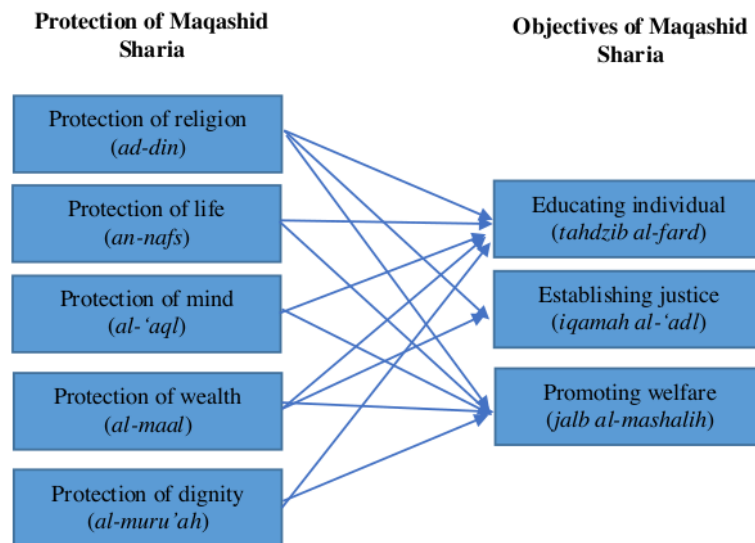 Protection of Maqashid
Sharia
Protection of religion
(ad-din)
Protection of life
(an-nafs)
Protection of mind
(al-‘aql)
Protection of wealth
(al-maal)
Protection of dignity
(al-muru’ah)
Objectives of Maqashid
Sharia
Educating individual
(tahdzib al-fard)
Establishing justice
(iqamah al-‘adl)
Promoting welfare
(jalb al-mashalih)